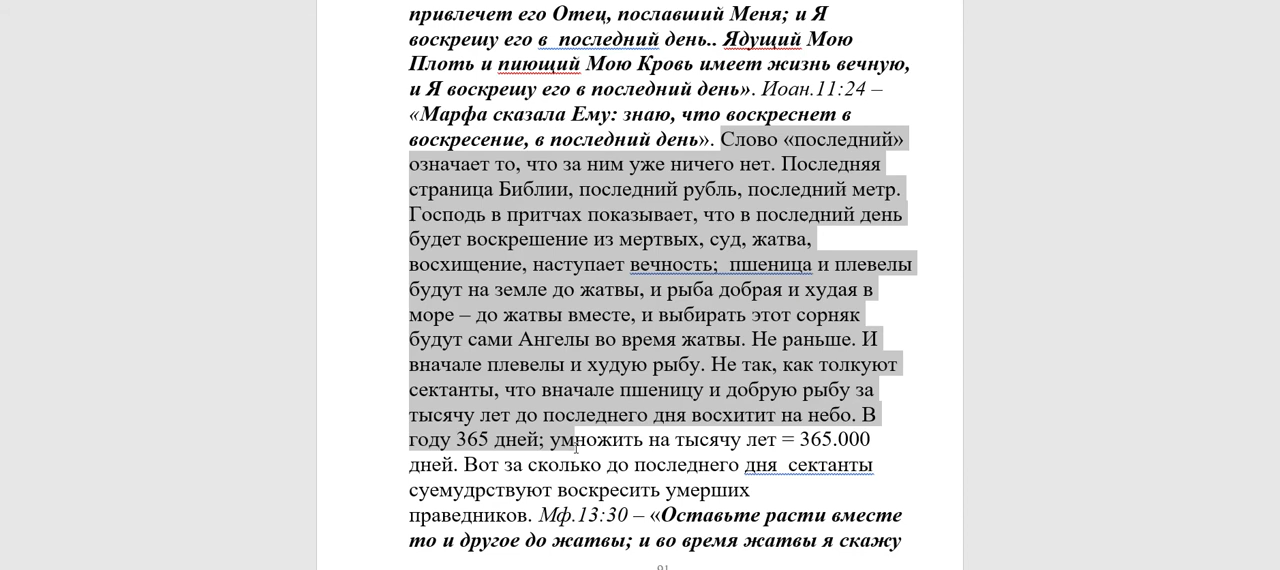 привлечет его Отец, пославший Меня; и Я
воскрешу его в  последний день.. Ядущий Мою
Плоть и пиющий Мою Кровь имеет жизнь вечную,
и Я воскрешу его в последний день». Иоан.11:24 –
«Марфа сказала Ему: знаю, что воскреснет в
воскресение, в последний день». Слово «последний»
означает то, что за ним уже ничего нет. Последняя
страница Библии, последний рубль, последний метр.
Господь в притчах показывает, что в последний день
будет воскрешение из мертвых, суд, жатва,
восхищение, наступает вечность;  пшеница и плевелы
будут на земле до жатвы, и рыба добрая и худая в
море – до жатвы вместе, и выбирать этот сорняк
будут сами Ангелы во время жатвы. Не раньше. И
вначале плевелы и худую рыбу. Не так, как толкуют
сектанты, что вначале пшеницу и добрую рыбу за
тысячу лет до последнего дня восхитит на небо. В
году 365 дней; умножить на тысячу лет = 365.000
дней. Вот за сколько до последнего дня  сектанты
суемудрствуют воскресить умерших
праведников. Мф.13:30 – «Оставьте расти вместе
то и другое до жатвы; и во время жатвы я скажу